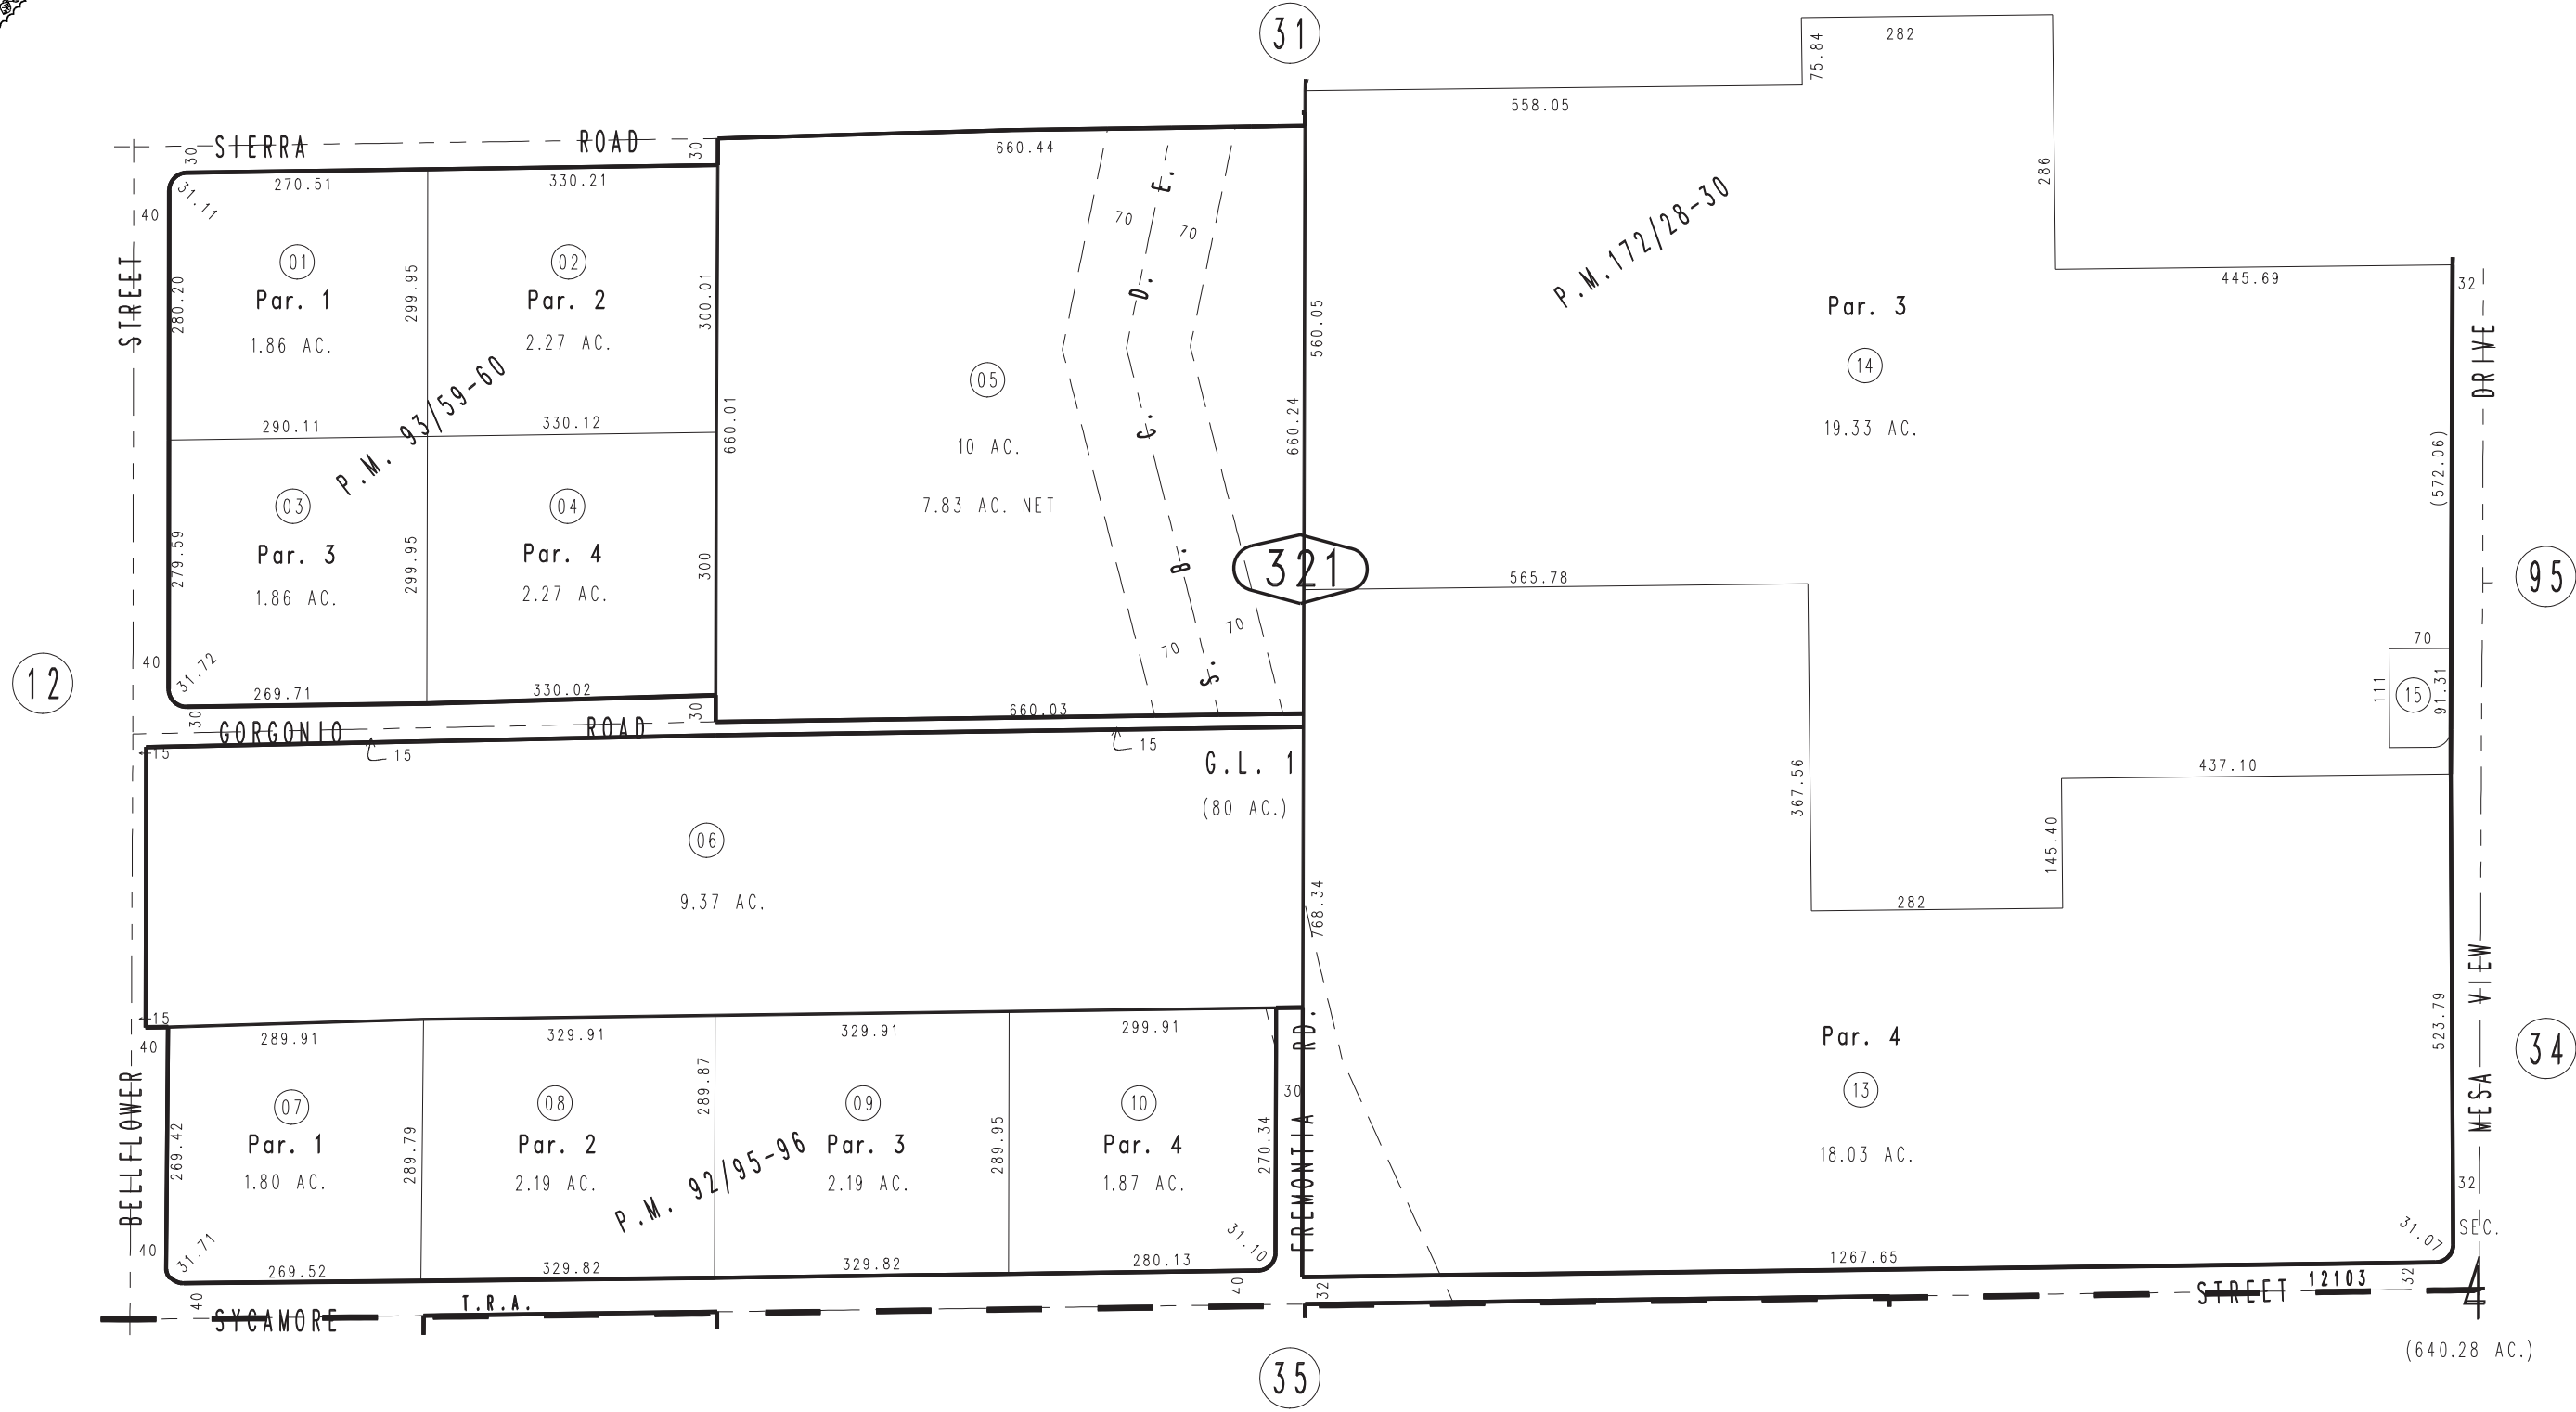 31
282
75.84
558.05
SIERRA ROAD
30
30
660.44
31.11
270.51
330.21
40
STREET
280.20
01
Par. 1
1.86 AC.
299.95
02
Par. 2
2.27 AC.
300.01
P.M. 93/59-60
290.11
330.12
03
Par. 3
1.86 AC.
279.59
299.95
04
Par. 4
2.27 AC.
300
660.01
05
10 AC.
7.83 AC. NET
70
70
S. B. C. D. E.
70
70
660.24
560.05
P.M.172/28-30
286
Par. 3
14
19.33 AC.
445.69
32
DRIVE
(572.06)
321
565.78
95
12
40
31.72
269.71
330.02
30
30
660.03
GORGONIO ROAD
15
15
15
G.L. 1
(80 AC.)
06
9.37 AC.
70
111
15
91.31
437.10
367.56
145.40
282
768.34
15
40
289.91
329.91
329.91
299.91
BELLFLOWER
269.42
07
Par. 1
1.80 AC.
289.79
08
Par. 2
2.19 AC.
289.87
P.M. 92/95-96
09
Par. 3
2.19 AC.
289.95
10
Par. 4
1.87 AC.
270.34
30
FREMONTIA RD.
Par. 4
13
18.03 AC.
523.79
MESA VIEW
34
32
SEC.
40
31.71
269.52
329.82
329.82
280.13
31.10
1267.65
31.07
40
SYCAMORE
T.R.A.
40
32
STREET
12103
32
4
(640.28 AC.)
35